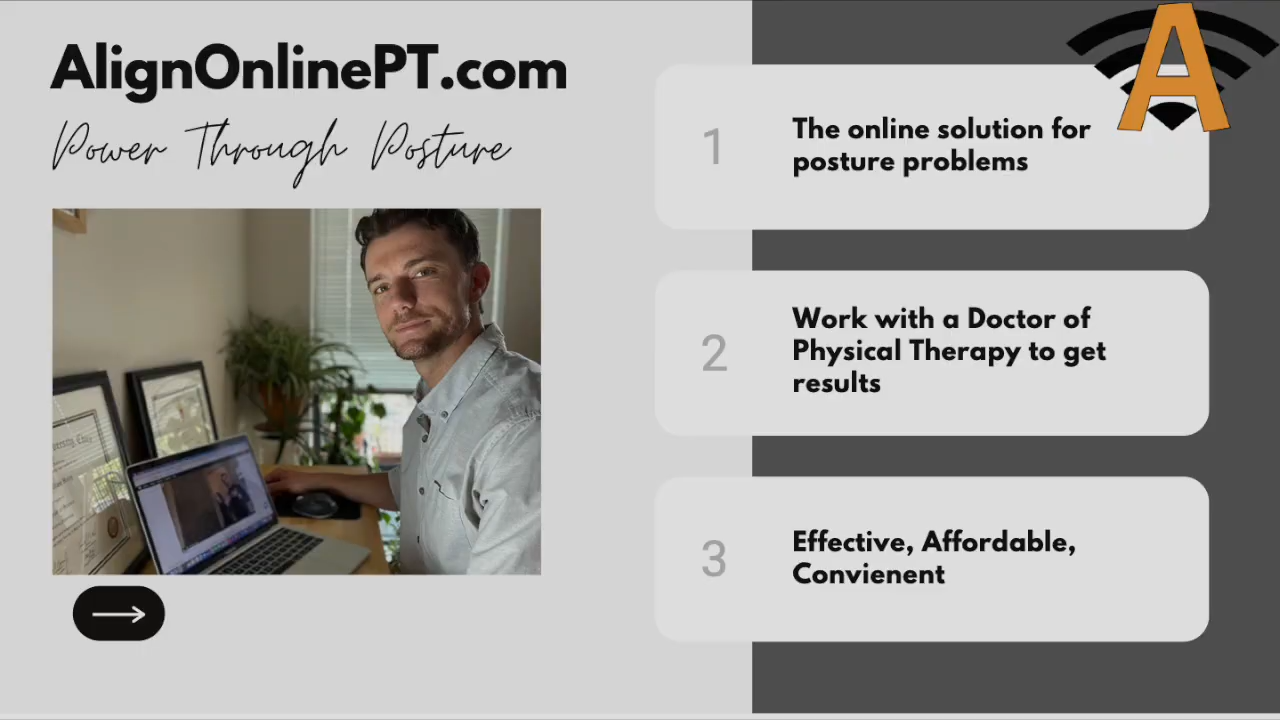 AlignOnlinePT.com
Power Through Posture
1
The online solution for
posture problems
2
Work with a Doctor of
Physical Therapy to get
results
3
Effective, Affordable,
Convienent
A